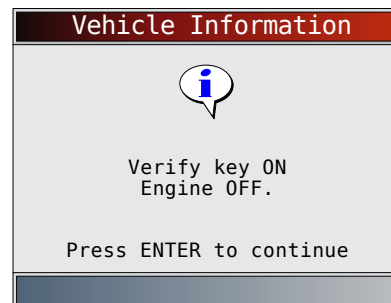 Vehicle Information
i
Verify key ON
Engine OFF.
Press ENTER to continue